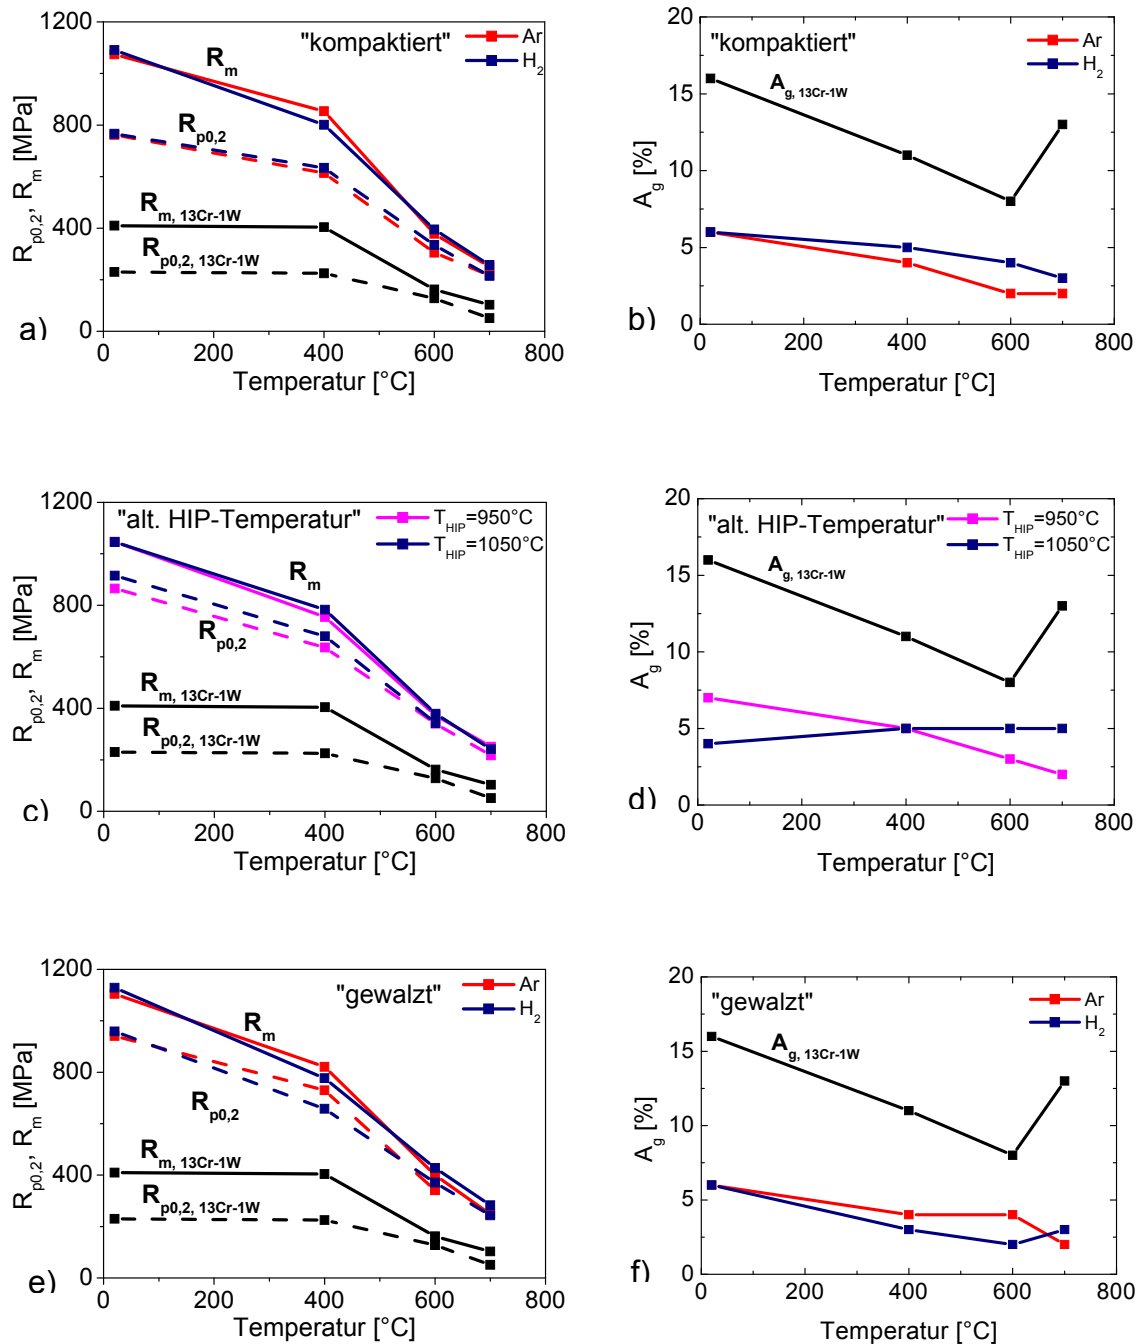 1200
"kompaktiert"
Ar
H2
Rm
800
Rp0,2
Rp0,2, Rm [MPa]
400
Rm, 13Cr-1W
Rp0,2, 13Cr-1W
0
a)
0 200 400 600 800
Temperatur [°C]
20
"kompaktiert"
Ar
H2
Ag, 13Cr-1W
15
Ag [%]
10
5
b)
0
0 200 400 600 800
Temperatur [°C]
1200
"alt. HIP-Temperatur"
THIP=950°C
THIP=1050°C
Rm
800
Rp0,2
Rp0,2, Rm [MPa]
400
Rm, 13Cr-1W
Rp0,2, 13Cr-1W
c)
0
0 200 400 600 800
Temperatur [°C]
20
"alt. HIP-Temperatur"
THIP=950°C
THIP=1050°C
Ag, 13Cr-1W
15
Ag [%]
10
5
d)
0
0 200 400 600 800
Temperatur [°C]
1200
"gewalzt"
Ar
H2
Rm
800
Rp0,2
Rp0,2, Rm [MPa]
400
Rm, 13Cr-1W
Rp0,2, 13Cr-1W
e)
0
0 200 400 600 800
Temperatur [°C]
20
"gewalzt"
Ar
H2
Ag, 13Cr-1W
15
Ag [%]
10
5
f)
0
0 200 400 600 800
Temperatur [°C]